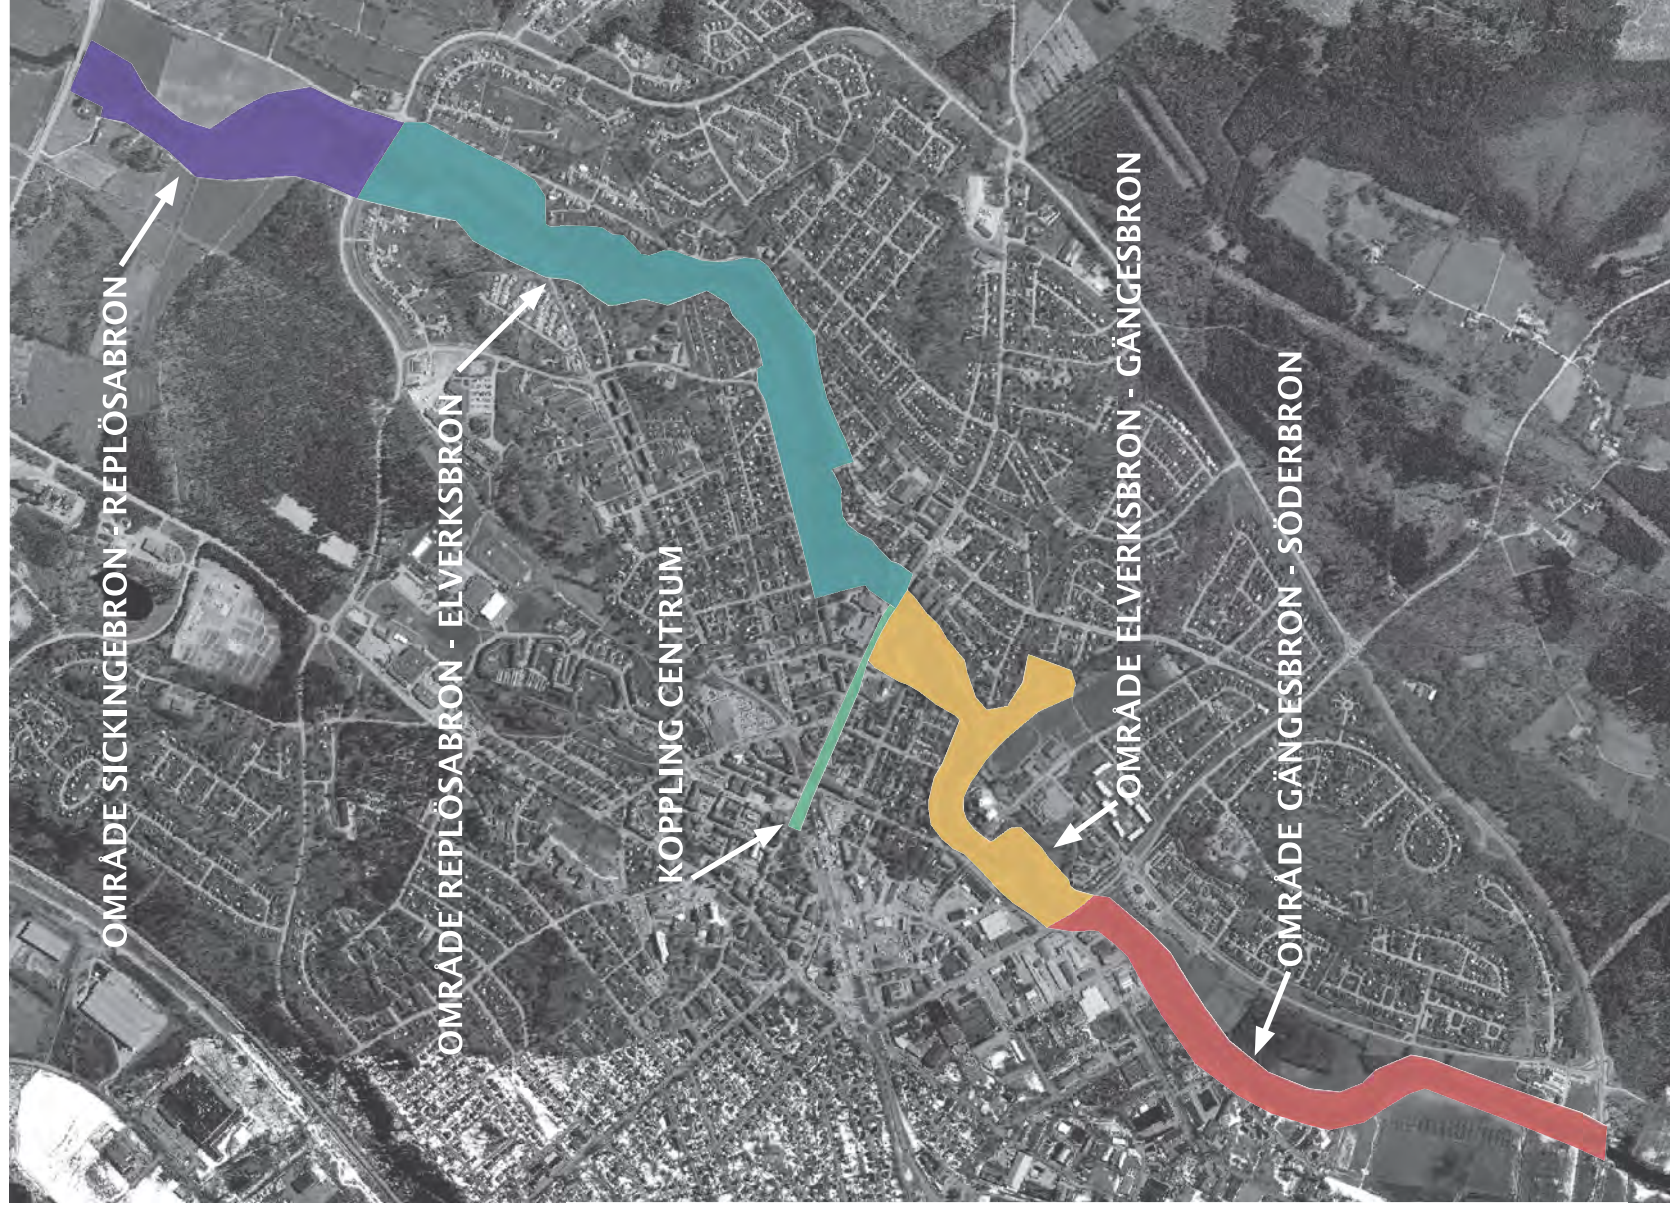 OMRÅDE SICKINGEBRON - REPLÖSABRON
OMRÅDE REPLÖSABRON - ELVERKSBRON
KOPPLING CENTRUM
OMRÅDE ELVERKSBRON - GÄNGESBRON
OMRÅDE GÄNGESBRON - SÖDERBRON